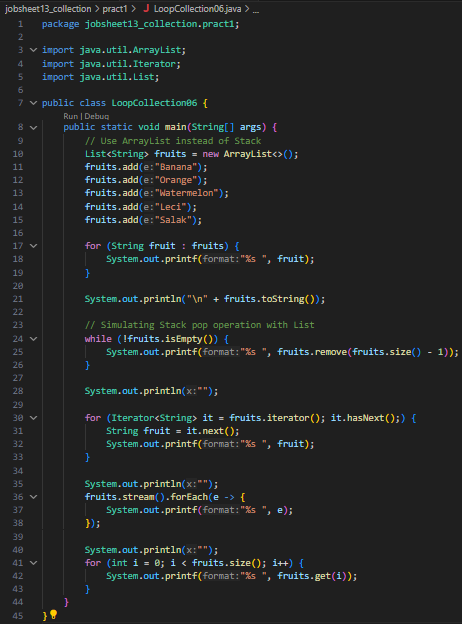 jobsheet13_collection > pract1 > J LoopCollection06.java > ...
1 package jobsheet13_collection.pract1;
2
3 import java.util.ArrayList;
4 import java.util.Iterator;
5 import java.util.List;
6
7 public class LoopCollection06 {
Run | Debug
8 public static void main(String[] args) {
9 // Use ArrayList instead of Stack
10 List<String> fruits = new ArrayList<>();
11 fruits.add(e:"Banana");
12 fruits.add(e:"Orange");
13 fruits.add(e:"Watermelon");
14 fruits.add(e:"Leci");
15 fruits.add(e:"Salak");
16
17 for (String fruit : fruits) {
18 System.out.printf(format:"%s ", fruit);
19 }
20
21 System.out.println("\n" + fruits.toString());
22
23 // Simulating Stack pop operation with List
24 while (!fruits.isEmpty()) {
25 System.out.printf(format:"%s ", fruits.remove(fruits.size() - 1));
26 }
27
28 System.out.println(x:"");
29
30 for (Iterator<String> it = fruits.iterator(); it.hasNext();) {
31 String fruit = it.next();
32 System.out.printf(format:"%s ", fruit);
33 }
34
35 System.out.println(x:"");
36 fruits.stream().forEach(e -> {
37 System.out.printf(format:"%s ", e);
38 });
39
40 System.out.println(x:"");
41 for (int i = 0; i < fruits.size(); i++) {
42 System.out.printf(format:"%s ", fruits.get(i));
43 }
44 }
45 }